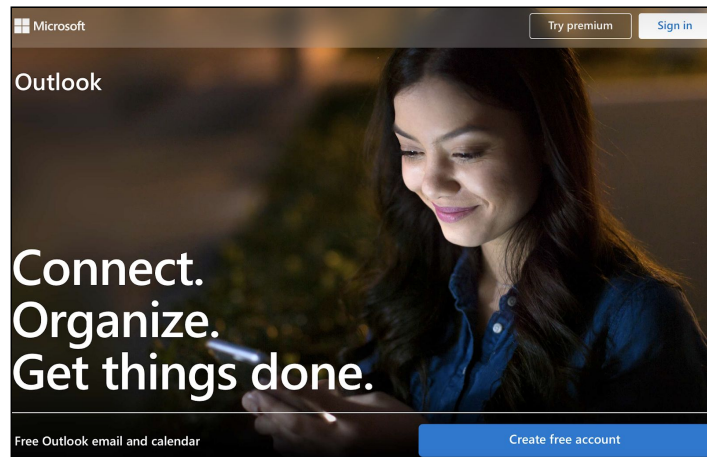 Microsoft
Try premium
Sign in
Outlook
Connect.
Organize.
Get things done.
Free Outlook email and calendar
Create free account